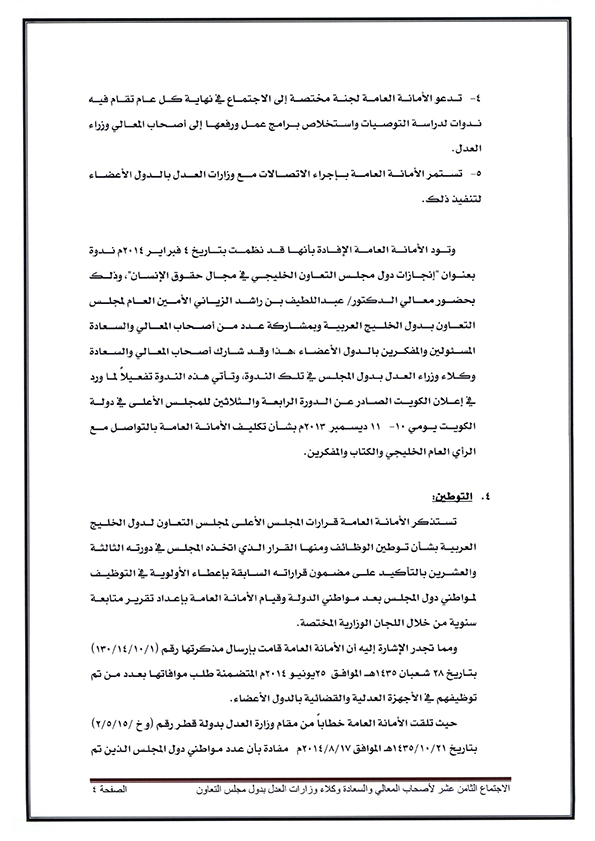 ٤- تدعو الأمانة العامة لجنة مختصة إلى الاجتماع في نهاية كل عام تقام فيه
ندوات لدراسة التوصيات واستخلاص برامج عمل ورفعها إلى أصحاب المعالي وزراء
العدل.
٥- تستمر الأمانة العامة بإجراء الاتصالات مع وزارات العدل بالدول الأعضاء
لتنفيذ ذلك.
وتود الأمانة العامة الإفادة بأنها قد نظمت بتاريخ ٤ فبراير ٢٠١٤م ندوة
بعنوان "إنجازات دول مجلس التعاون الخليجي في مجال حقوق الإنسان"، وذلك
بحضور معالي الدكتور/ عبداللطيف بن راشد الزياني الأمين العام لمجلس
التعاون بدول الخليج العربية وبمشاركة عدد من أصحاب المعالي والسعادة
المسئولين والمفكرين بالدول الأعضاء ،هذا وقد شارك أصحاب المعالي والسعادة
وكلاء وزراء العدل بدول المجلس في تلك الندوة، وتأتي هذه الندوة تفعيلاً لما ورد
في إعلان الكويت الصادر عن الدورة الرابعة والثلاثين للمجلس الأعلى في دولة
الكويت يومي ١٠- ١١ ديسمبر ٢٠١٣م بشأن تكليف الأمانة العامة بالتواصل مع
الرأي العام الخليجي والكتاب والمفكرين.
٤. التوطين:
تستذكر الأمانة العامة قرارات المجلس الأعلى لمجلس التعاون لدول الخليج
العربية بشأن توطين الوظائف ومنها القرار الذي اتخذه المجلس في دورته الثالثة
والعشرين بالتأكيد على مضمون قراراته السابقة بإعطاء الأولوية في التوظيف
لمواطني دول المجلس بعد مواطني الدولة وقيام الأمانة العامة بإعداد تقرير متابعة
سنوية من خلال اللجان الوزارية المختصة.
ومما تجدر الإشارة إليه أن الأمانة العامة قامت بإرسال مذكرتها رقم (١٣٠/١٤/١٠/١)
بتاريخ ٢٨ شعبان ١٤٣٥هـ الموافق ٢٥يونيو ٢٠١٤م المتضمنة طلب موافاتها بعدد من تم
توظيفهم في الأجهزة العدلية والقضائية بالدول الأعضاء.
حيث تلقت الأمانة العامة خطاباً من مقام وزارة العدل بدولة قطر رقم (و خ /٢/٥/١٥)
بتاريخ ١٤٣٥/١٠/٢١هـ الموافق ٢٠١٤/٨/١٧م مفادة بأن عدد مواطني دول المجلس الذين تم
الاجتماع الثامن عشر لأصحاب المعالي والسعادة وكلاء وزارات العدل بدول مجلس التعاون الصفحة ٤